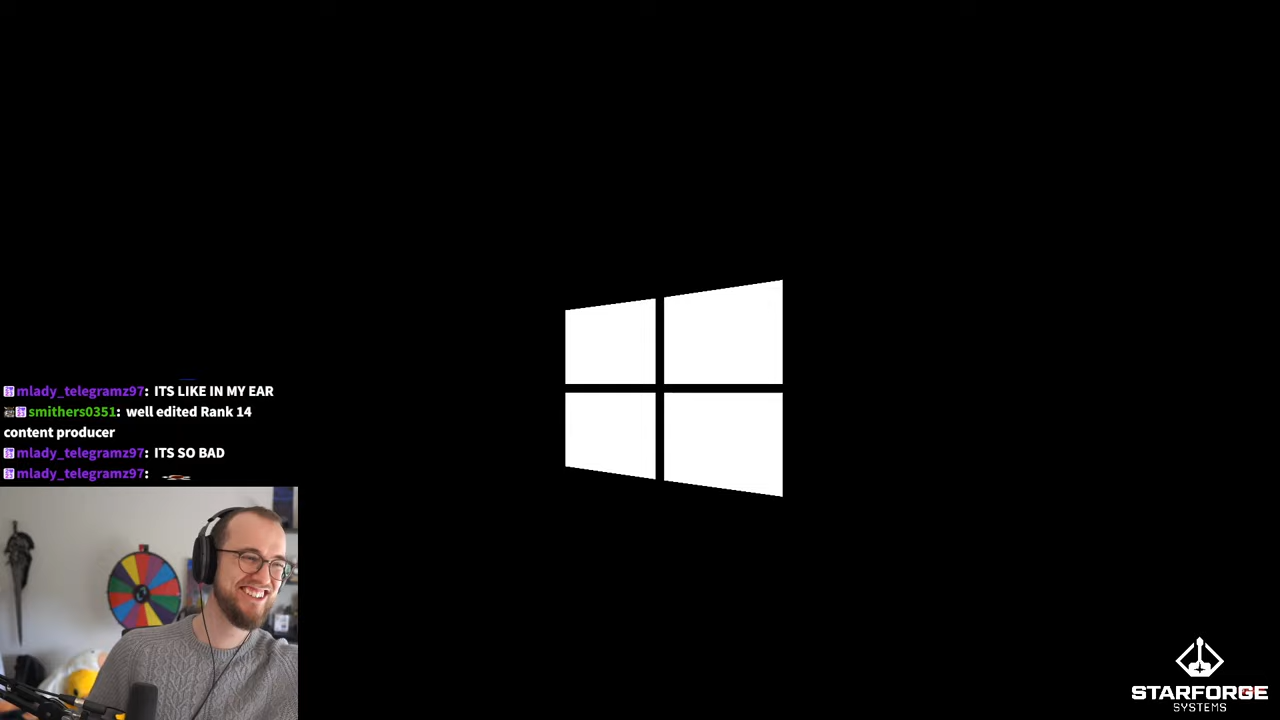 mlady_telegramz97: ITS LIKE IN MY EAR
smithers0351: well edited Rank 14
content producer
mlady_telegramz97: ITS SO BAD
mlady_telegramz97:
STARFORGE
SYSTEMS